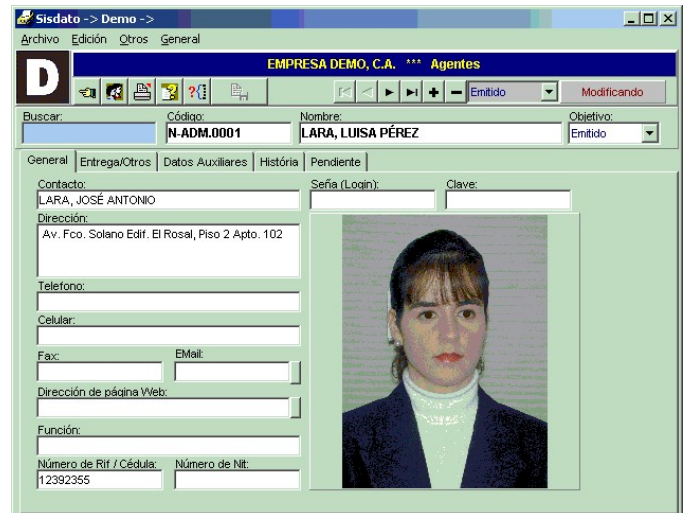 Sisdato -> Demo ->
Archivo Edición Otros General
EMPRESA DEMO, C.A. *** Agentes
D
?{}
Emitido
Modificando
Buscar: Código: Nombre: Objetivo:
N-ADM.0001 LARA, LUISA PÉREZ Emitido
General Entrega/Otros Datos Auxiliares História Pendiente
Contacto: Seña (Login): Clave:
LARA, JOSÉ ANTONIO
Dirección:
Av. Fco. Solano Edif. El Rosal, Piso 2 Apto. 102
Telefono:
Celular:
Fax: EMail:
Dirección de página Web:
Función:
Número de Rif / Cédula: Número de Nit:
12392355